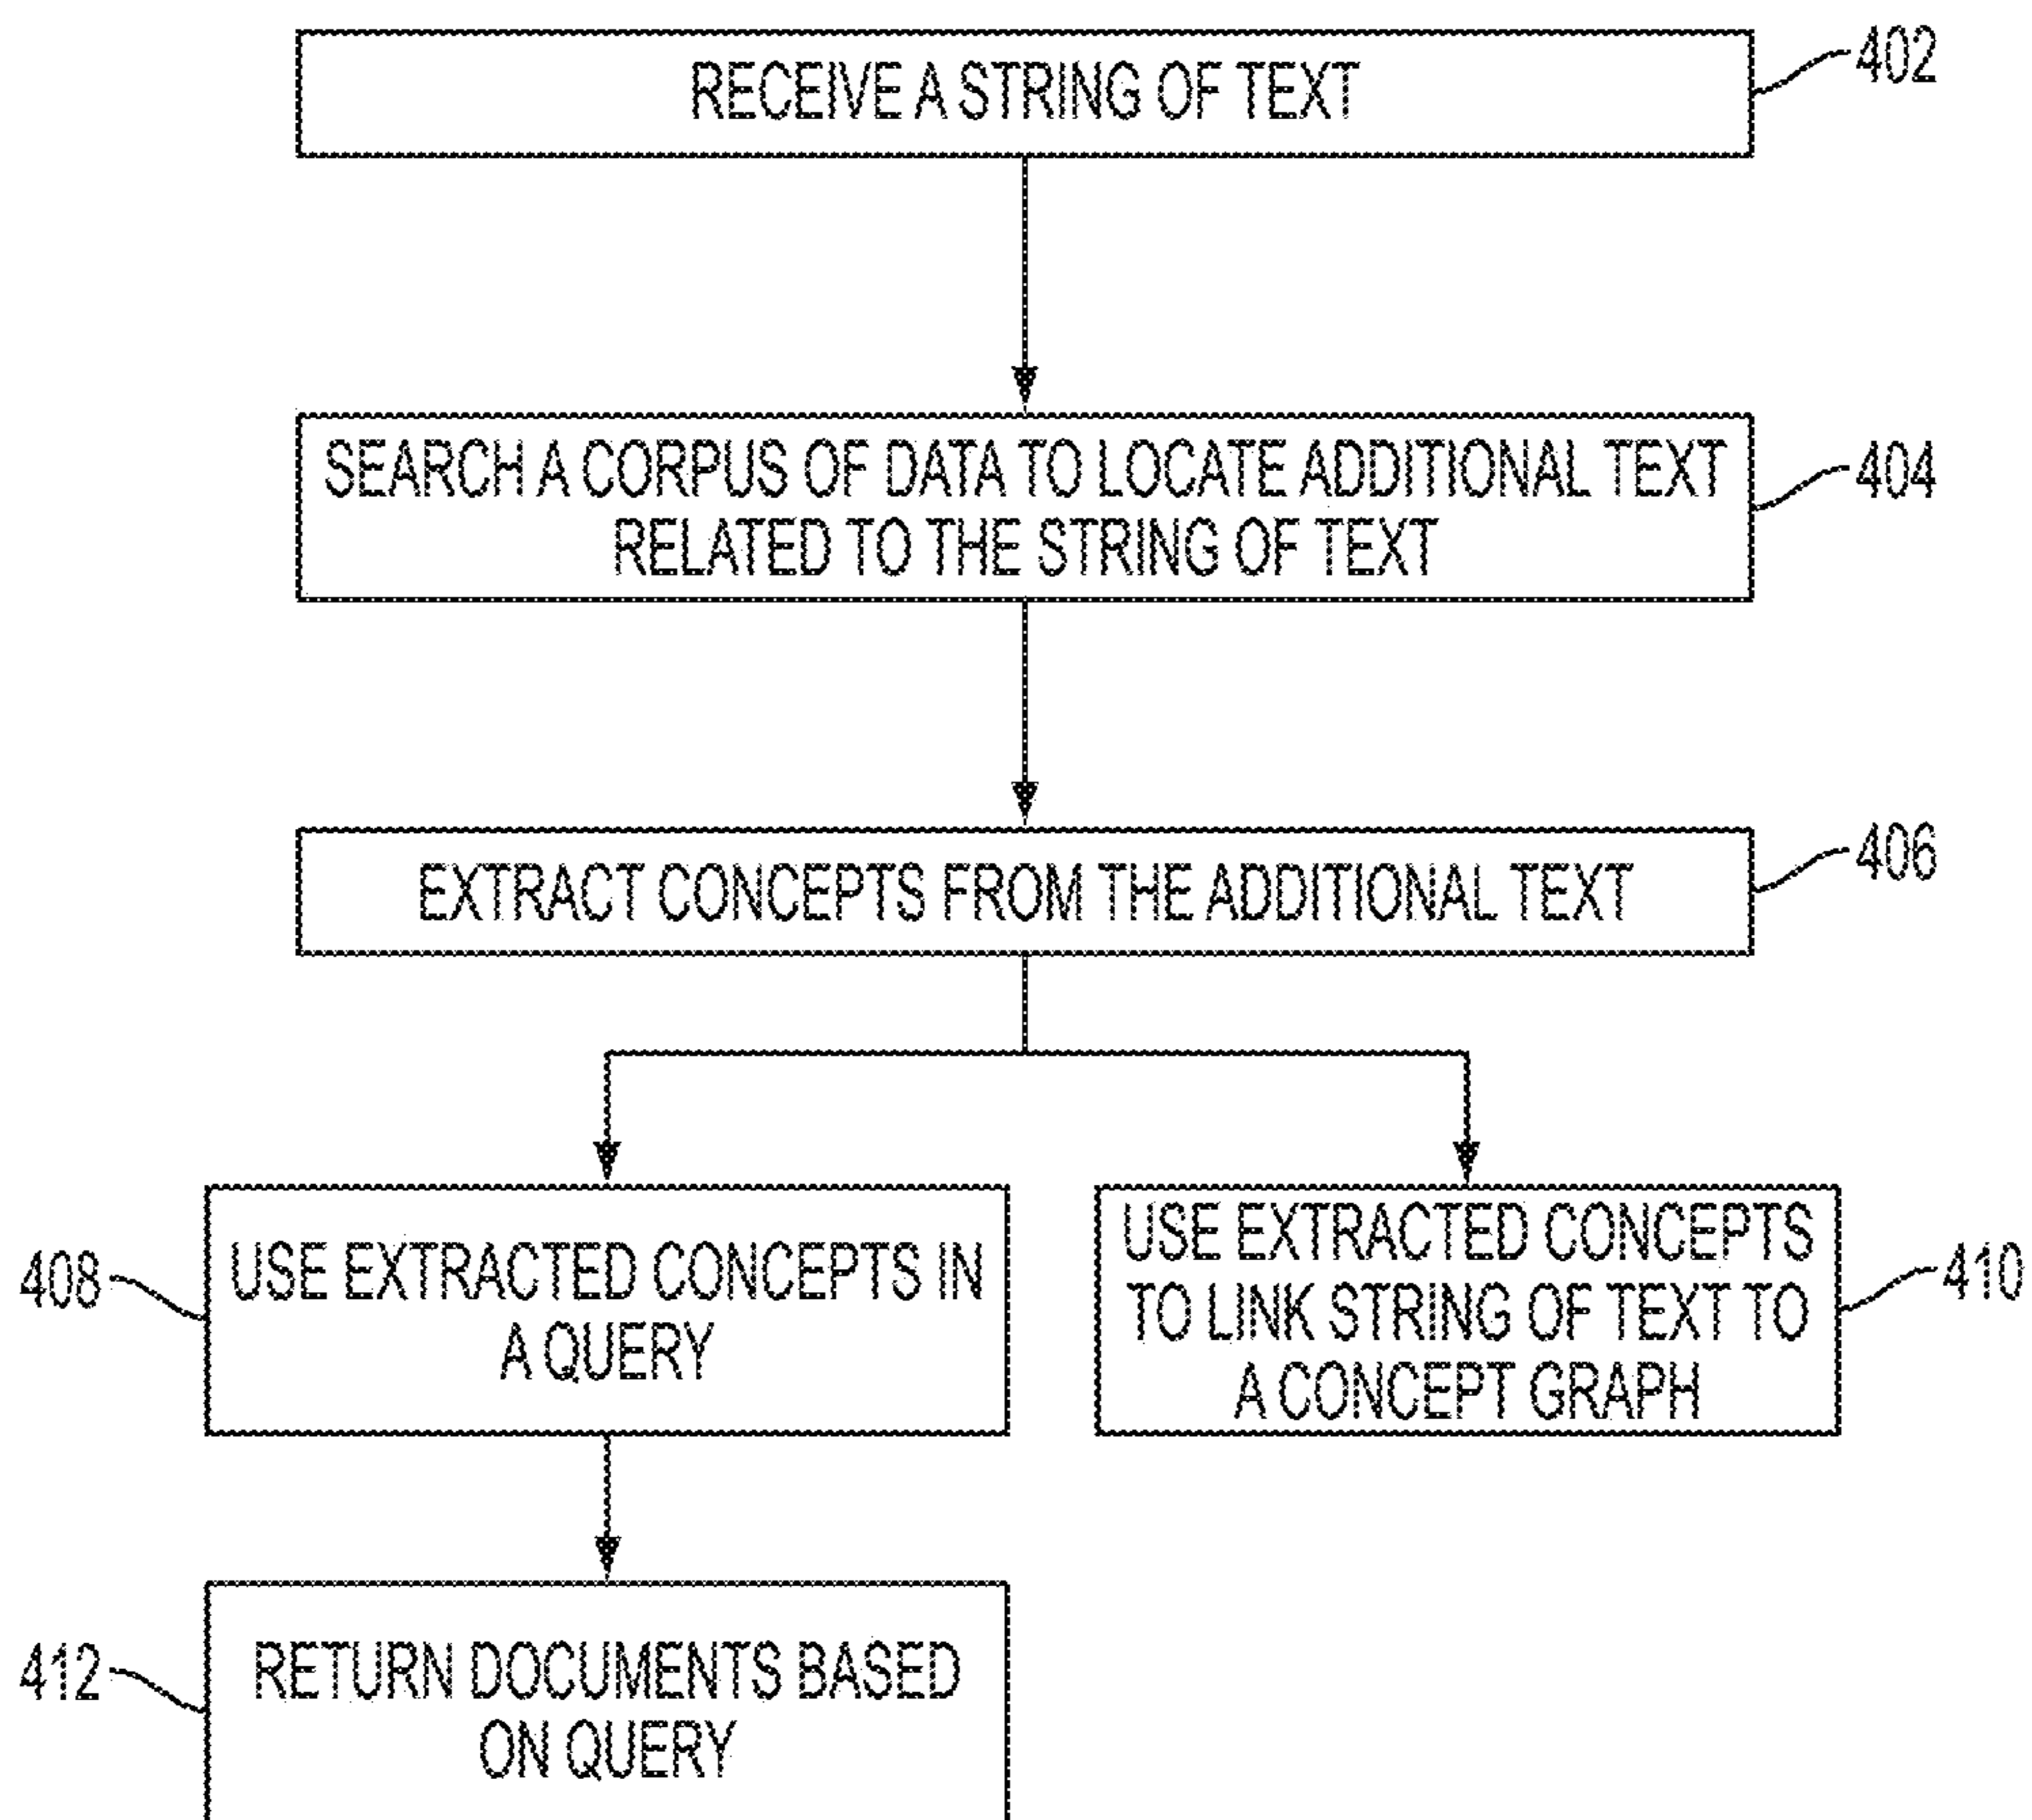 RECEIVE A STRING OF TEXT
402
SEARCH A CORPUS OF DATA TO LOCATE ADDITIONAL TEXT
RELATED TO THE STRING OF TEXT
404
EXTRACT CONCEPTS FROM THE ADDITIONAL TEXT
406
408
USE EXTRACTED CONCEPTS IN
A QUERY
USE EXTRACTED CONCEPTS
TO LINK STRING OF TEXT TO
A CONCEPT GRAPH
410
412
RETURN DOCUMENTS BASED
ON QUERY